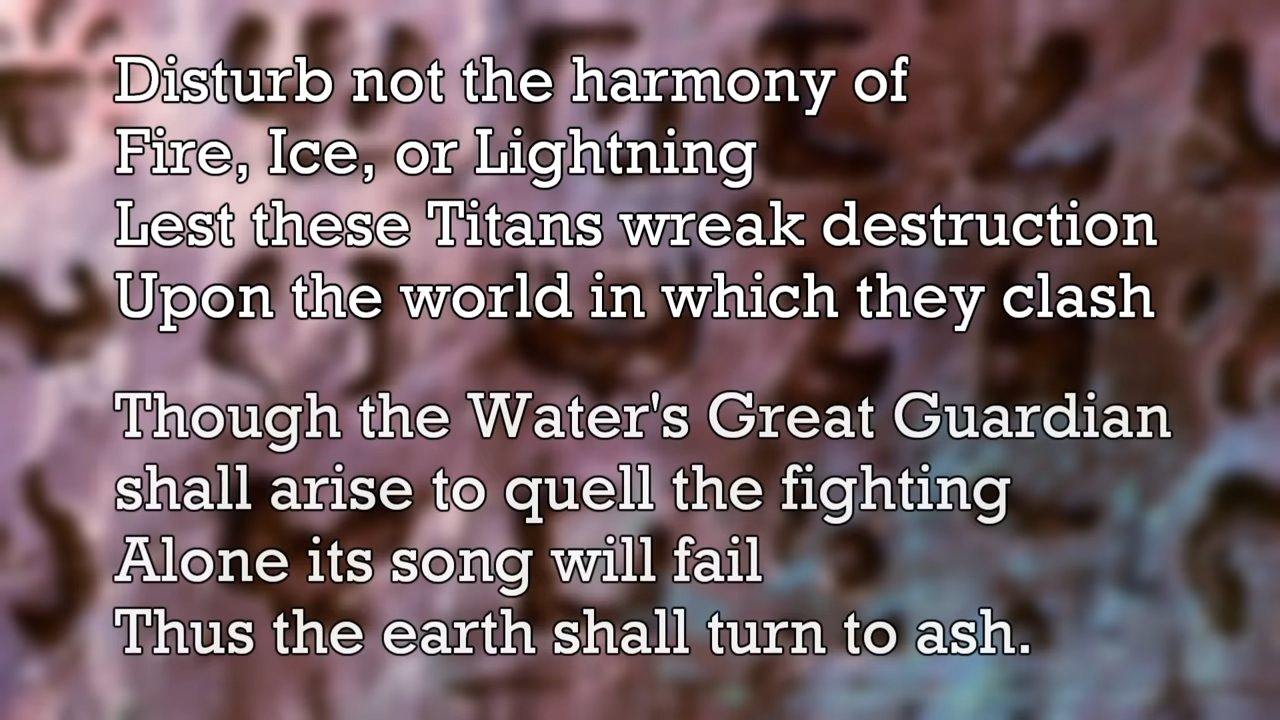 Disturb not the harmony of
Fire, Ice, or Lightning
Lest these Titans wreak destruction
Upon the world in which they clash
Though the Water's Great Guardian
shall arise to quell the fighting
Alone its song will fail
Thus the earth shall turn to ash.